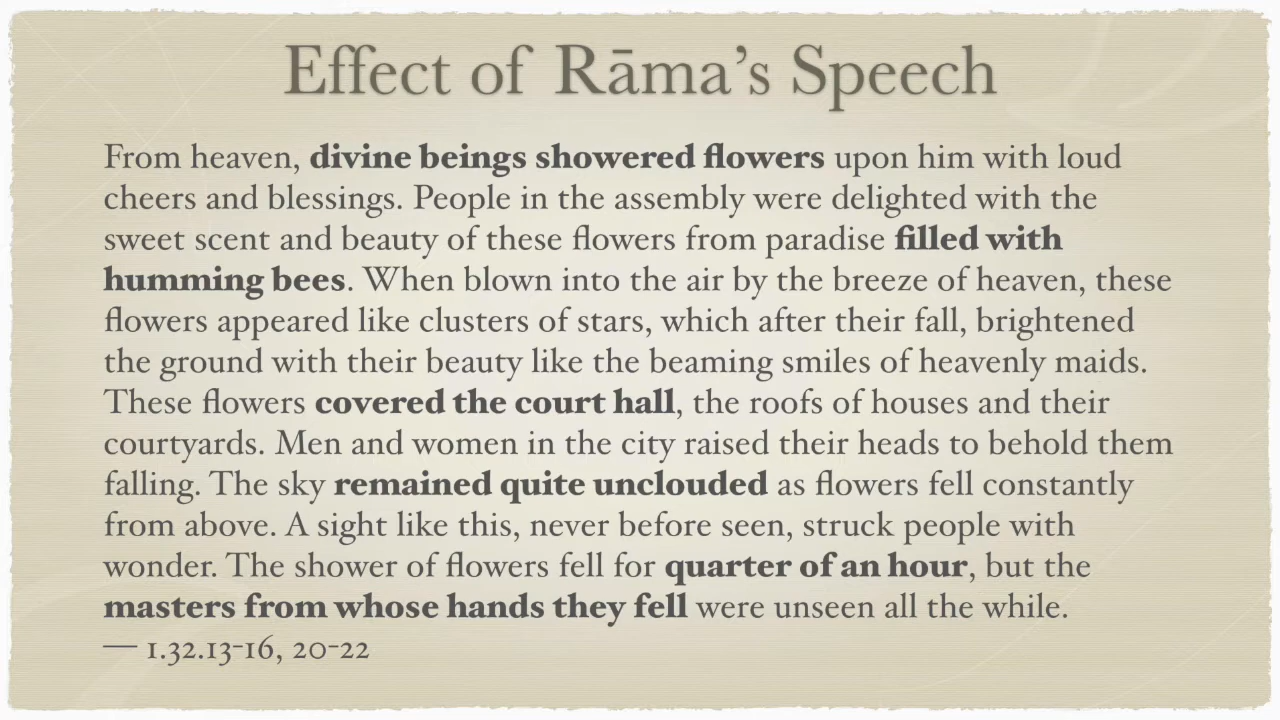 Effect of Rāma’s Speech
From heaven, divine beings showered flowers upon him with loud
cheers and blessings. People in the assembly were delighted with the
sweet scent and beauty of these flowers from paradise filled with
humming bees. When blown into the air by the breeze of heaven, these
flowers appeared like clusters of stars, which after their fall, brightened
the ground with their beauty like the beaming smiles of heavenly maids.
These flowers covered the court hall, the roofs of houses and their
courtyards. Men and women in the city raised their heads to behold them
falling. The sky remained quite unclouded as flowers fell constantly
from above. A sight like this, never before seen, struck people with
wonder. The shower of flowers fell for quarter of an hour, but the
masters from whose hands they fell were unseen all the while.
— 1.32.13-16, 20-22